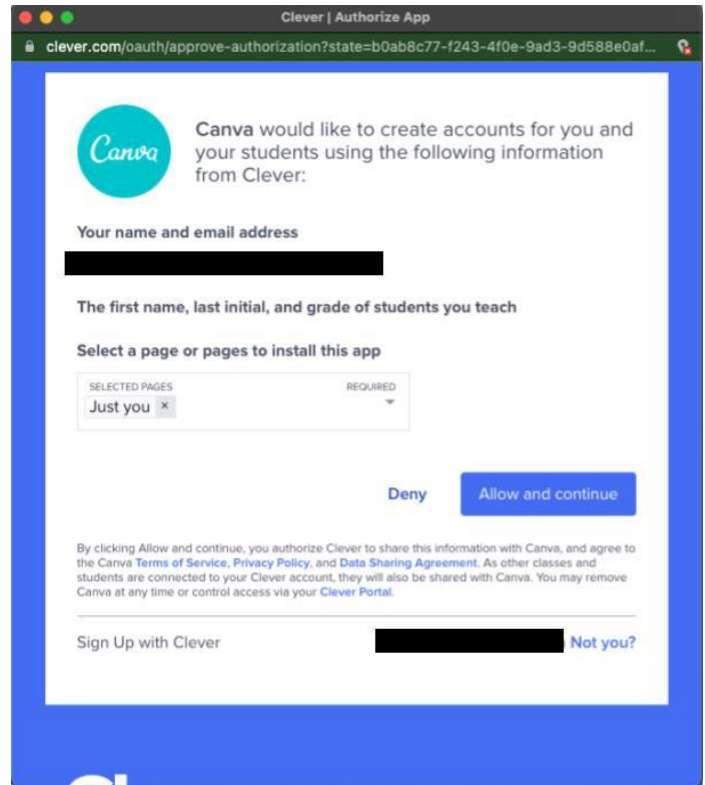 Clever | Authorize App
clever.com/oauth/approve-authorization?state=b0ab8c77-f243-4f0e-9ad3-9d588e0af...
Canva
Canva would like to create accounts for you and
your students using the following information
from Clever:
Your name and email address
The first name, last initial, and grade of students you teach
Select a page or pages to install this app
SELECTED PAGES
REQUIRED
Just you ×
Deny
Allow and continue
By clicking Allow and continue, you authorize Clever to share this information with Canva, and agree to
the Canva Terms of Service, Privacy Policy, and Data Sharing Agreement. As other classes and
students are connected to your Clever account, they will also be shared with Canva. You may remove
Canva at any time or control access via your Clever Portal.
Sign Up with Clever
Not you?